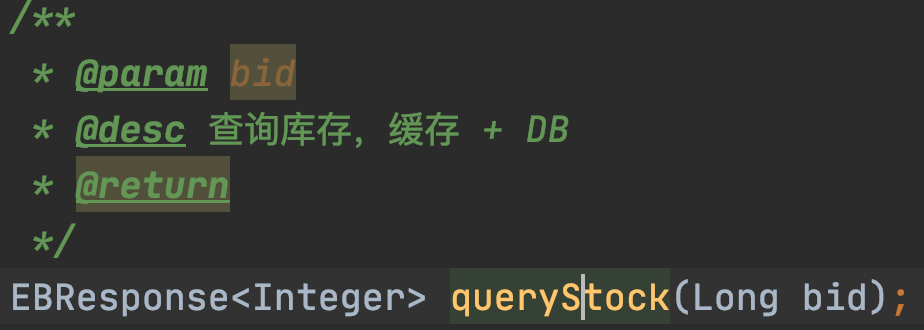 /**
* @param bid
* @desc 查询库存，缓存 + DB
* @return
*/
EBResponse<Integer> queryStock(Long bid);